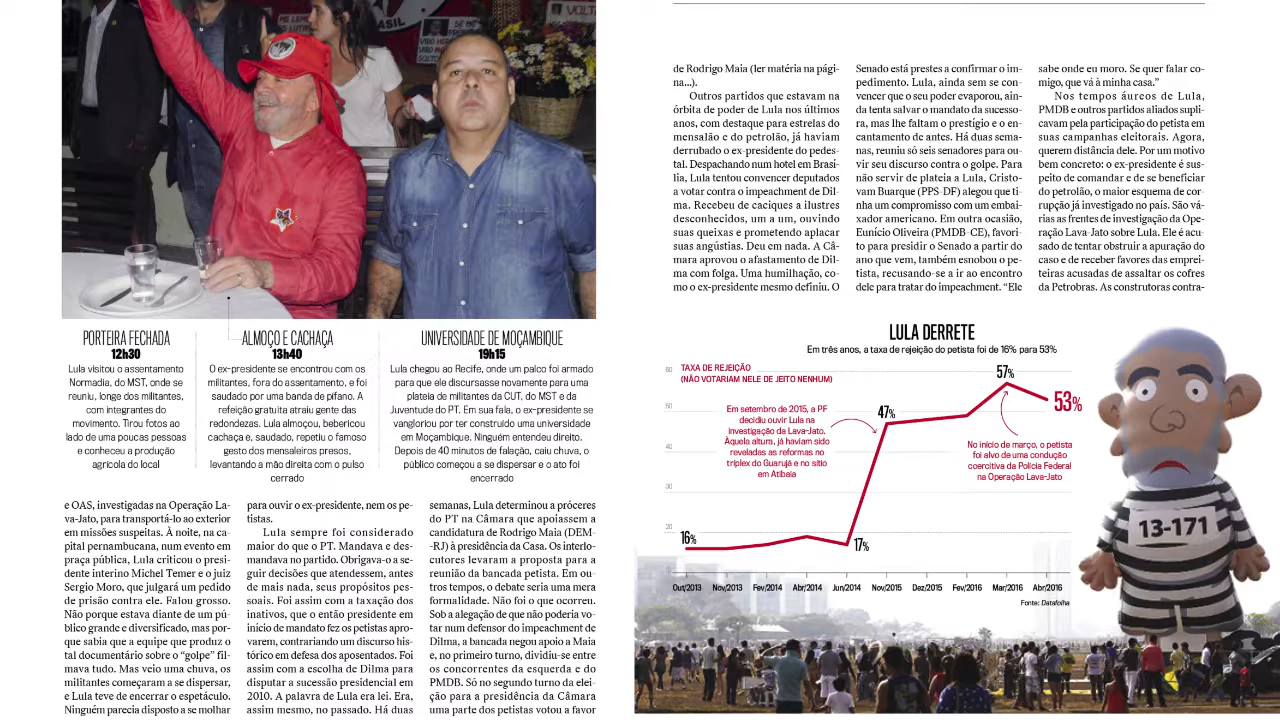 PORTEIRA FECHADA
12h30
Lula visitou o assentamento
Normadia, do MST, onde se
reuniu, longe dos militantes,
com integrantes do
movimento. Tirou fotos ao
lado de uma poucas pessoas
e conheceu a produção
agrícola do local
ALMOÇO E CACHAÇA
13h40
O ex-presidente se encontrou com os
militantes, fora do assentamento, e foi
saudado por uma banda de pífano. A
refeição gratuita atraiu gente das
redondezas. Lula almoçou, bebericou
cachaça e, saudado, repetiu o famoso
gesto dos mensaleiros presos,
levantando a mão direita com o pulso
cerrado
UNIVERSIDADE DE MOÇAMBIQUE
19h15
Lula chegou ao Recife, onde um palco foi armado
para que ele discursasse novamente para uma
plateia de militantes da CUT, do MST e da
Juventude do PT. Em sua fala, o ex-presidente se
vangloriou por ter construído uma universidade
em Moçambique. Ninguém entendeu direito.
Depois de 40 minutos de falação, caiu chuva, o
público começou a se dispersar e o ato foi
encerrado
e OAS, investigadas na Operação La-
va-Jato, para transportá-lo ao exterior
em missões suspeitas. À noite, na ca-
pital pernambucana, num evento em
praça pública, Lula criticou o presi-
dente interino Michel Temer e o juiz
Sergio Moro, que julgará um pedido
de prisão contra ele. Falou grosso.
Não porque estava diante de um pú-
blico grande e diversificado, mas por-
que sabia que a equipe que produz o
tal documentário sobre o “golpe” fil-
mava tudo. Mas veio uma chuva, os
militantes começaram a se dispersar,
e Lula teve de encerrar o espetáculo.
Ninguém parecia disposto a se molhar
para ouvir o ex-presidente, nem os pe-
tistas.
Lula sempre foi considerado
maior do que o PT. Mandava e des-
mandava no partido. Obrigava-o a se-
guir decisões que atendessem, antes
de mais nada, seus propósitos pes-
soais. Foi assim com a taxação dos
inativos, que o então presidente em
início de mandato fez os petistas apro-
varem, contrariando um discurso his-
tórico em defesa dos aposentados. Foi
assim com a escolha de Dilma para
disputar a sucessão presidencial em
2010. A palavra de Lula era lei. Era,
assim mesmo, no passado. Há duas
semanas, Lula determinou a próceres
do PT na Câmara que apoiassem a
candidatura de Rodrigo Maia (DEM-
-RJ) à presidência da Casa. Os interlo-
cutores levaram a proposta para a
reunião da bancada petista. Em ou-
tros tempos, o debate seria uma mera
formalidade. Não foi o que ocorreu.
Sob a alegação de que não poderia vo-
tar num defensor do impeachment de
Dilma, a bancada negou apoio a Maia
e, no primeiro turno, dividiu-se entre
os concorrentes da esquerda e do
PMDB. Só no segundo turno da elei-
ção para a presidência da Câmara
uma parte dos petistas votou a favor
de Rodrigo Maia (ler matéria na pági-
na...).
Outros partidos que estavam na
órbita de poder de Lula nos últimos
anos, com destaque para estrelas do
mensalão e do petrolão, já haviam
derrubado o ex-presidente do pedes-
tal. Despachando num hotel em Brasí-
lia, Lula tentou convencer deputados
a votar contra o impeachment de Dil-
ma. Recebeu de caciques a ilustres
desconhecidos, um a um, ouvindo
suas queixas e prometendo aplacar
suas angústias. Deu em nada. A Câ-
mara aprovou o afastamento de Dil-
ma com folga. Uma humilhação, co-
mo o ex-presidente mesmo definiu. O
Senado está prestes a confirmar o im-
pedimento. Lula, ainda sem se con-
vencer que o seu poder evaporou, ain-
da tenta salvar o mandato da sucesso-
ra, mas lhe faltam o prestígio e o en-
cantamento de antes. Há duas sema-
nas, reuniu só seis senadores para ou-
vir seu discurso contra o golpe. Para
não servir de plateia a Lula, Cristo-
vam Buarque (PPS-DF) alegou que ti-
nha um compromisso com um embai-
xador americano. Em outra ocasião,
Eunício Oliveira (PMDB-CE), favori-
to para presidir o Senado a partir do
ano que vem, também esnobou o pe-
tista, recusando-se a ir ao encontro
dele para tratar do impeachment. “Ele
sabe onde eu moro. Se quer falar co-
migo, que vá à minha casa.”
Nos tempos áureos de Lula,
PMDB e outros partidos aliados supli-
cavam pela participação do petista em
suas campanhas eleitorais. Agora,
querem distância dele. Por um motivo
bem concreto: o ex-presidente é sus-
peito de comandar e de se beneficiar
do petrolão, o maior esquema de cor-
rupção já investigado no país. São vá-
rias as frentes de investigação da Ope-
ração Lava-Jato sobre Lula. Ele é acu-
sado de tentar obstruir a apuração do
caso e de receber favores das emprei-
teiras acusadas de assaltar os cofres
da Petrobras. As construtoras contra-
LULA DERRETE
Em três anos, a taxa de rejeição do petista foi de 16% para 53%
TAXA DE REJEIÇÃO
(NÃO VOTARIAM NELE DE JEITO NENHUM)
60
50
40
30
20
0
Em setembro de 2015, a PF
decidiu ouvir Lula na
investigação da Lava-Jato.
Àquela altura, já haviam sido
reveladas as reformas no
tríplex do Guarujá e no sítio
em Atibaia
No início de março, o petista
foi alvo de uma condução
coercitiva da Polícia Federal
na Operação Lava-Jato
16%
17%
47%
57%
53%
Out/2013 Nov/2013 Fev/2014 Abr/2014 Jun/2014 Nov/2015 Dez/2015 Fev/2016 Mar/2016 Abr/2016
Fonte: Datafolha
13-171